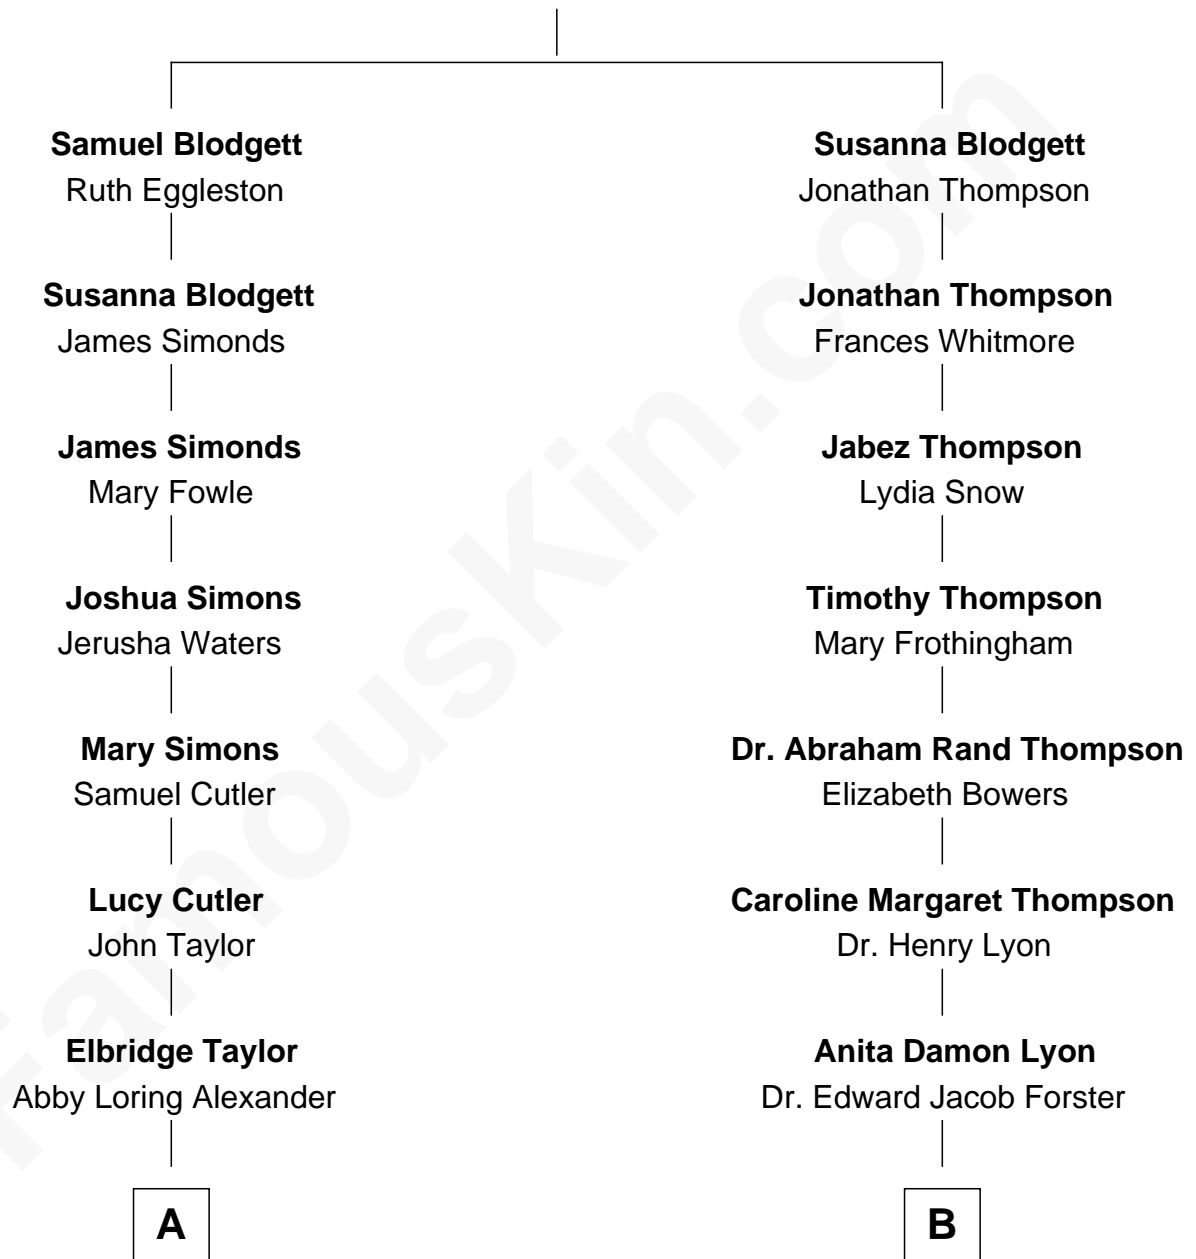 Samuel Blodgett
Ruth Eggleston
Susanna Blodgett
James Simonds
James Simonds
Mary Fowle
Joshua Simons
Jerusha Waters
Mary Simons
Samuel Cutler
Lucy Cutler
John Taylor
Elbridge Taylor
Abby Loring Alexander
A
Susanna Blodgett
Jonathan Thompson
Jonathan Thompson
Frances Whitmore
Jabez Thompson
Lydia Snow
Timothy Thompson
Mary Frothingham
Dr. Abraham Rand Thompson
Elizabeth Bowers
Caroline Margaret Thompson
Dr. Henry Lyon
Anita Damon Lyon
Dr. Edward Jacob Forster
B
FamousKin.com